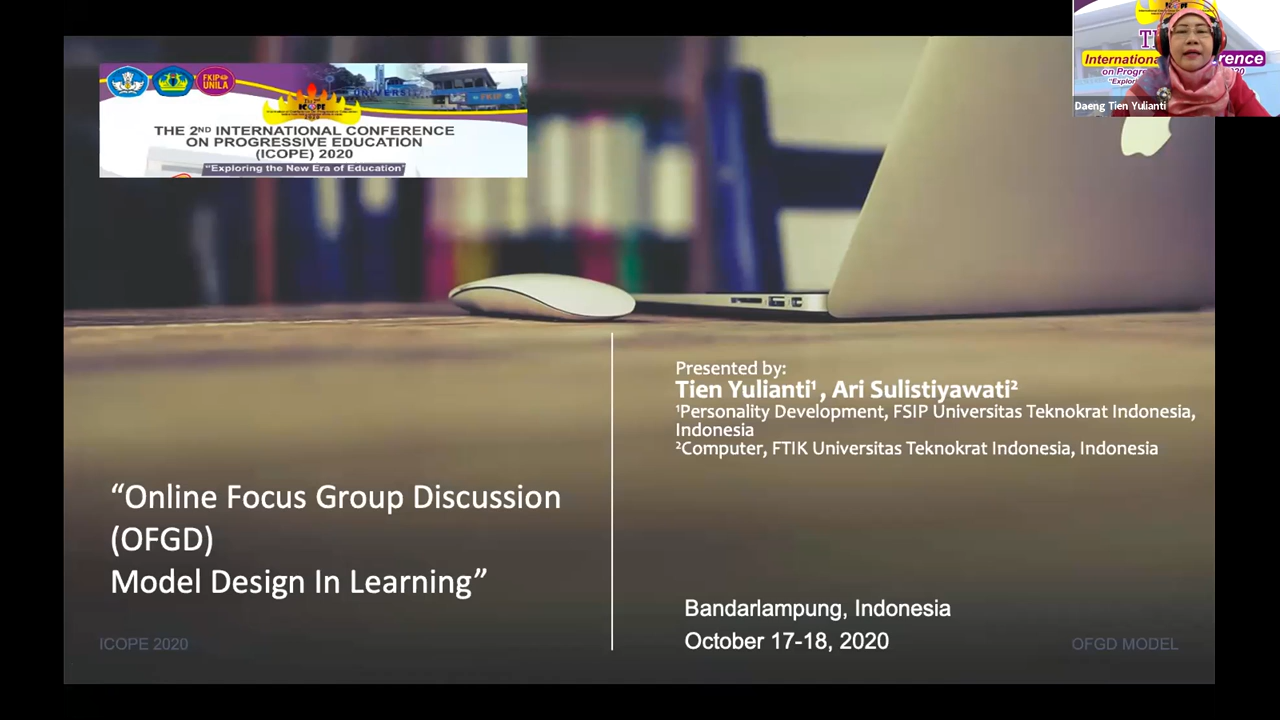 FKIP
UNILA
THE 2ND INTERNATIONAL CONFERENCE
ON PROGRESSIVE EDUCATION
(ICOPE) 2020
"Exploring the New Era of Education"
Daeng Tien Yulianti
Presented by:
Tien Yulianti¹, Ari Sulistiyawati²
¹Personality Development, FSIP Universitas Teknokrat Indonesia,
Indonesia
²Computer, FTIK Universitas Teknokrat Indonesia, Indonesia
“Online Focus Group Discussion
(OFGD)
Model Design In Learning”
Bandarlampung, Indonesia
October 17-18, 2020
ICOPE 2020
OFGD MODEL